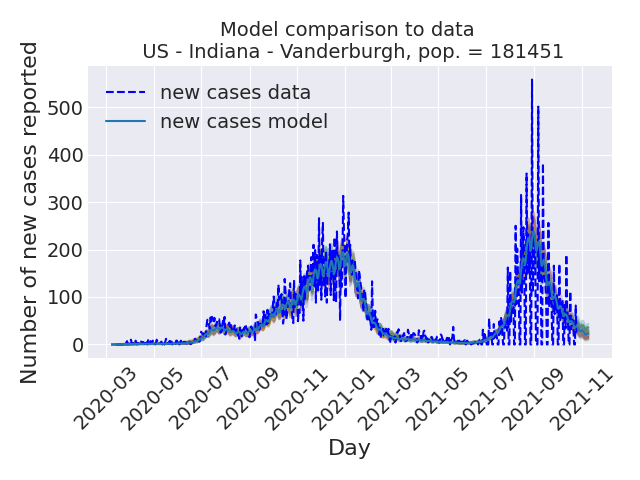 Model comparison to data
US - Indiana - Vanderburgh, pop. = 181451
Number of new cases reported
new cases data
new cases model
500
400
300
200
100
0
2020-03
2020-05
2020-07
2020-09
2020-11
2021-01
2021-03
2021-05
2021-07
2021-09
2021-11
Day